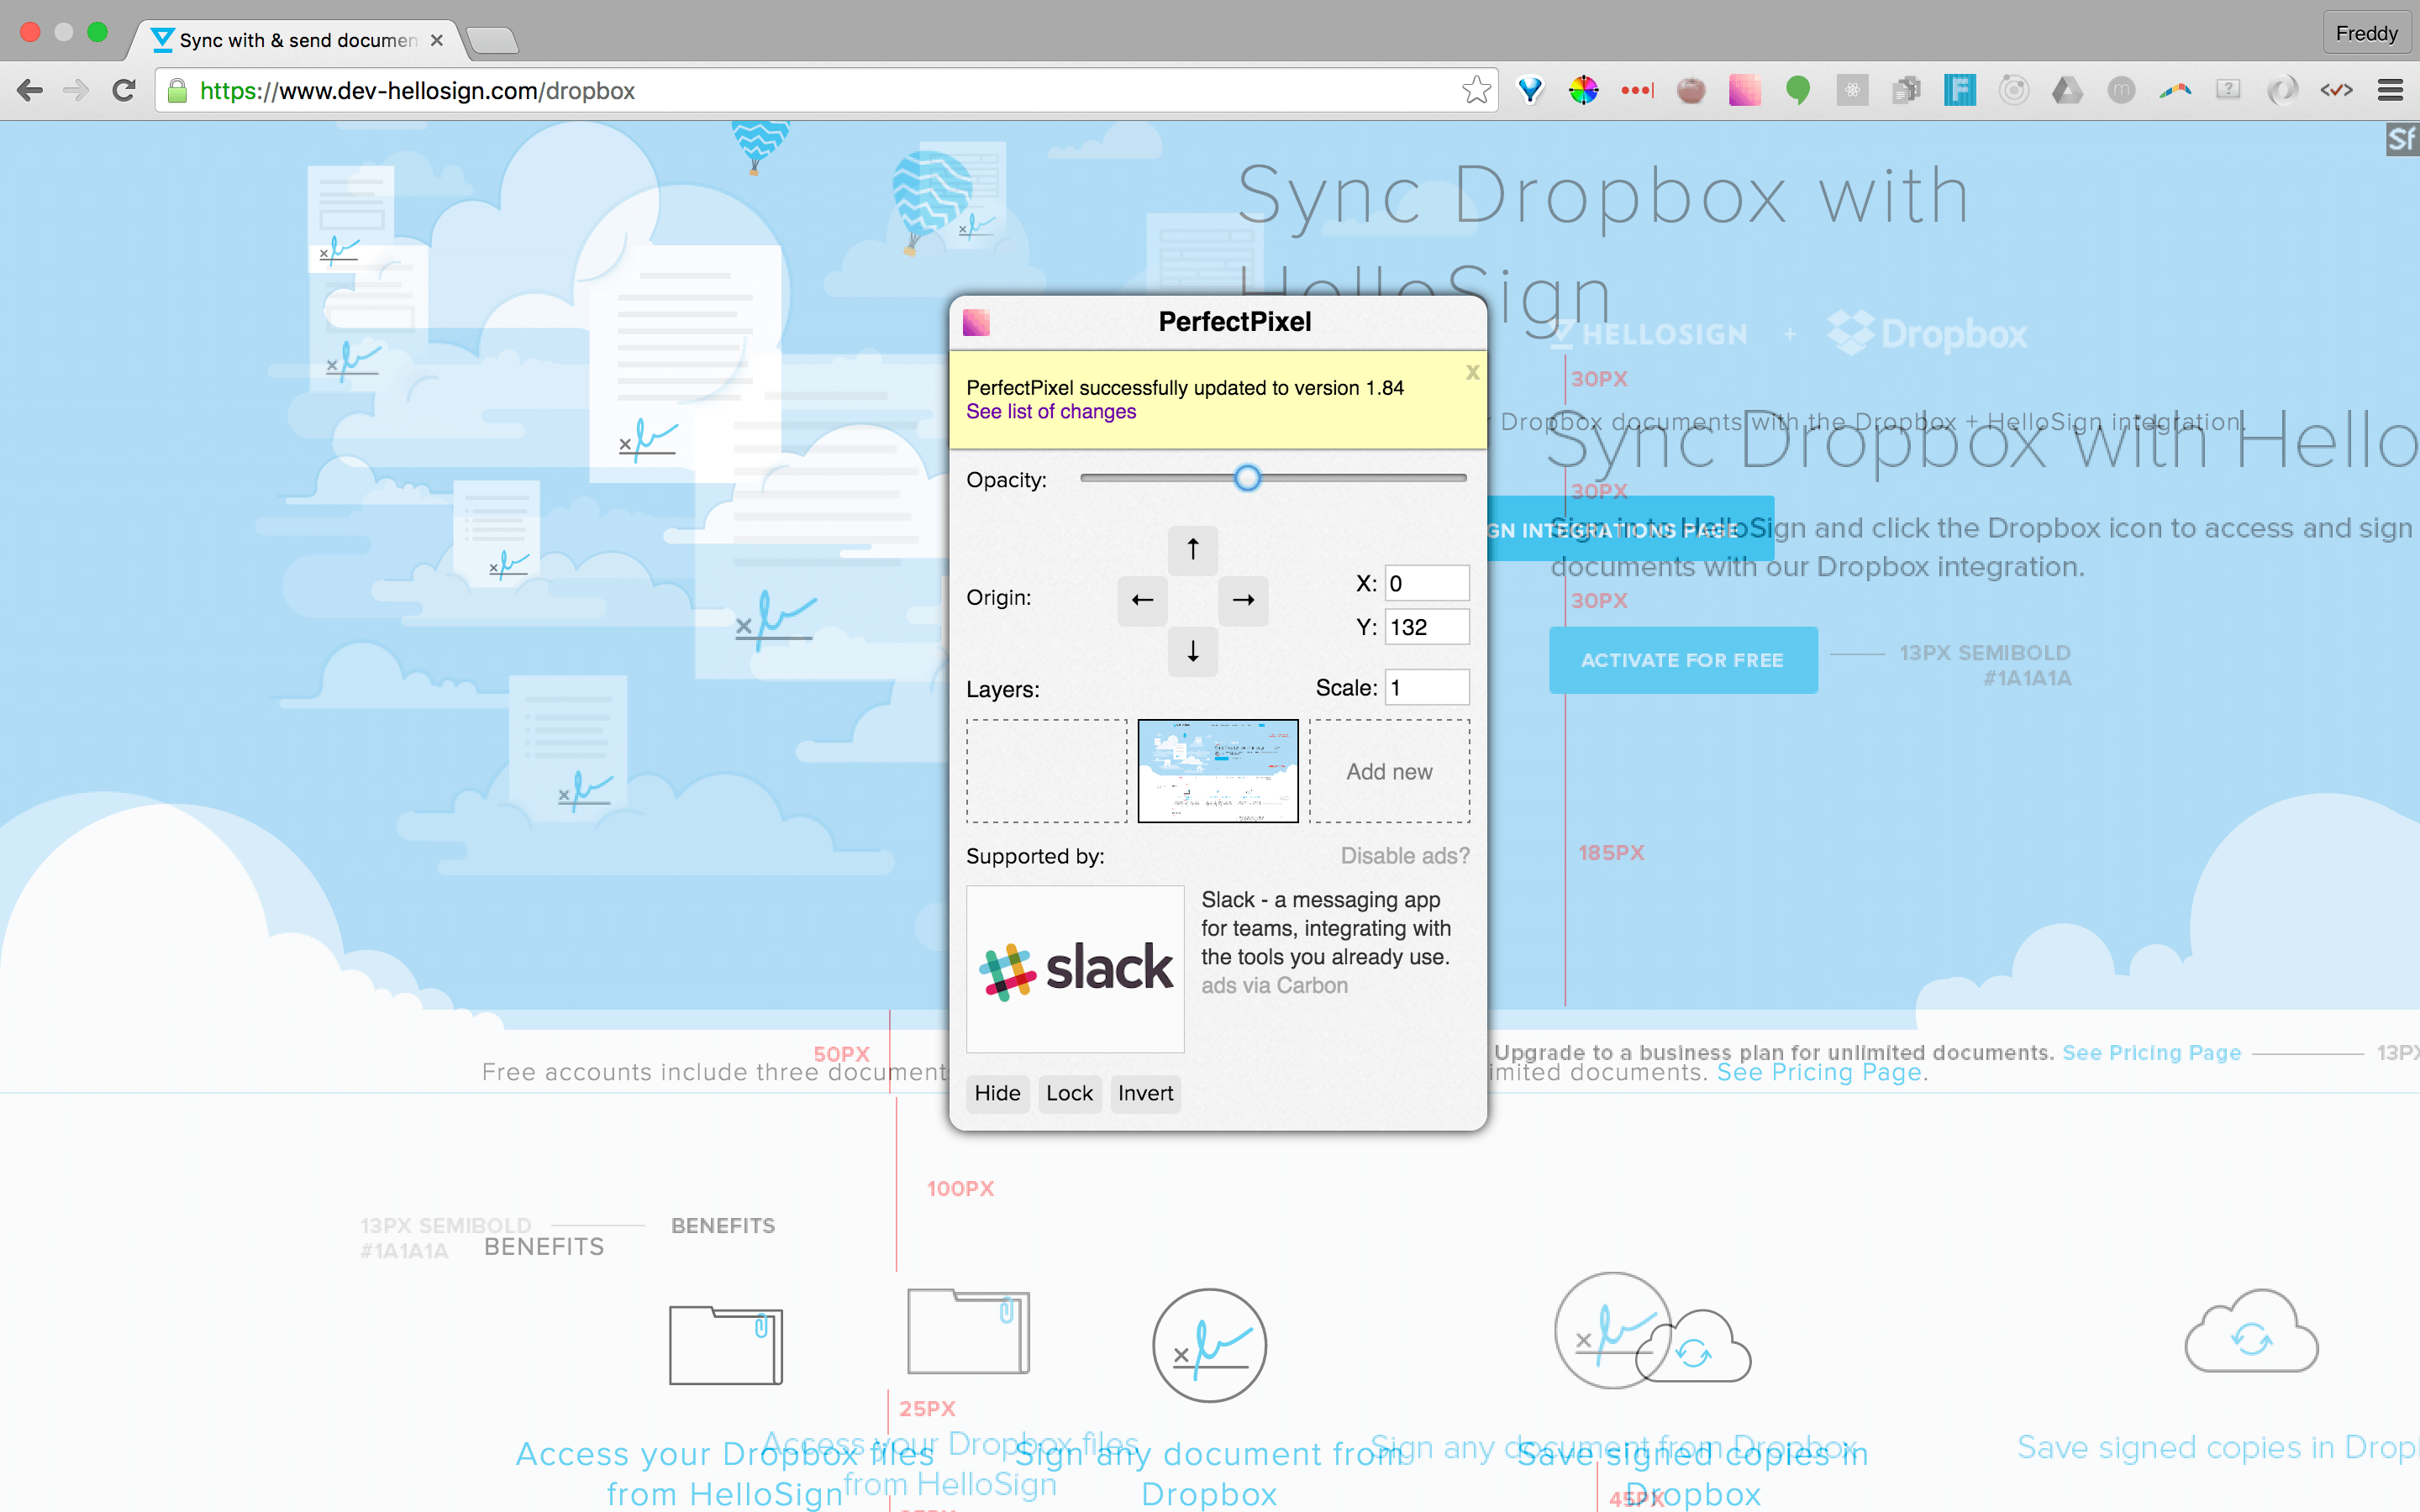 Sync with & send documen
Freddy
https://www.dev-hellosign.com/dropbox
Sf
Sync Dropbox with
HelloSign
HELLOSIGN + Dropbox
30PX
Dropbox documents with the Dropbox + HelloSign integration.
Sync Dropbox with Hello
30PX
GN INTEGRATIONS PAGE
Sign in to HelloSign and click the Dropbox icon to access and sign
documents with our Dropbox integration.
30PX
ACTIVATE FOR FREE
13PX SEMIBOLD
#1A1A1A
185PX
PerfectPixel
PerfectPixel successfully updated to version 1.84
x
See list of changes
Opacity:
Origin:
X: 0
Y: 132
Layers:
Scale: 1
Add new
Supported by:
Disable ads?
slack
Slack - a messaging app
for teams, integrating with
the tools you already use.
ads via Carbon
Hide Lock Invert
50PX
Upgrade to a business plan for unlimited documents. See Pricing Page
13PX
Free accounts include three document
imited documents. See Pricing Page.
100PX
13PX SEMIBOLD
#1A1A1A
BENEFITS
BENEFITS
25PX
Access your Dropbox files
from HelloSign
Access your Dropbox files
from HelloSign
Sign any document from
Dropbox
Sign any document from Dropbox
Save signed copies in
Dropbox
Save signed copies in Drop
45PX